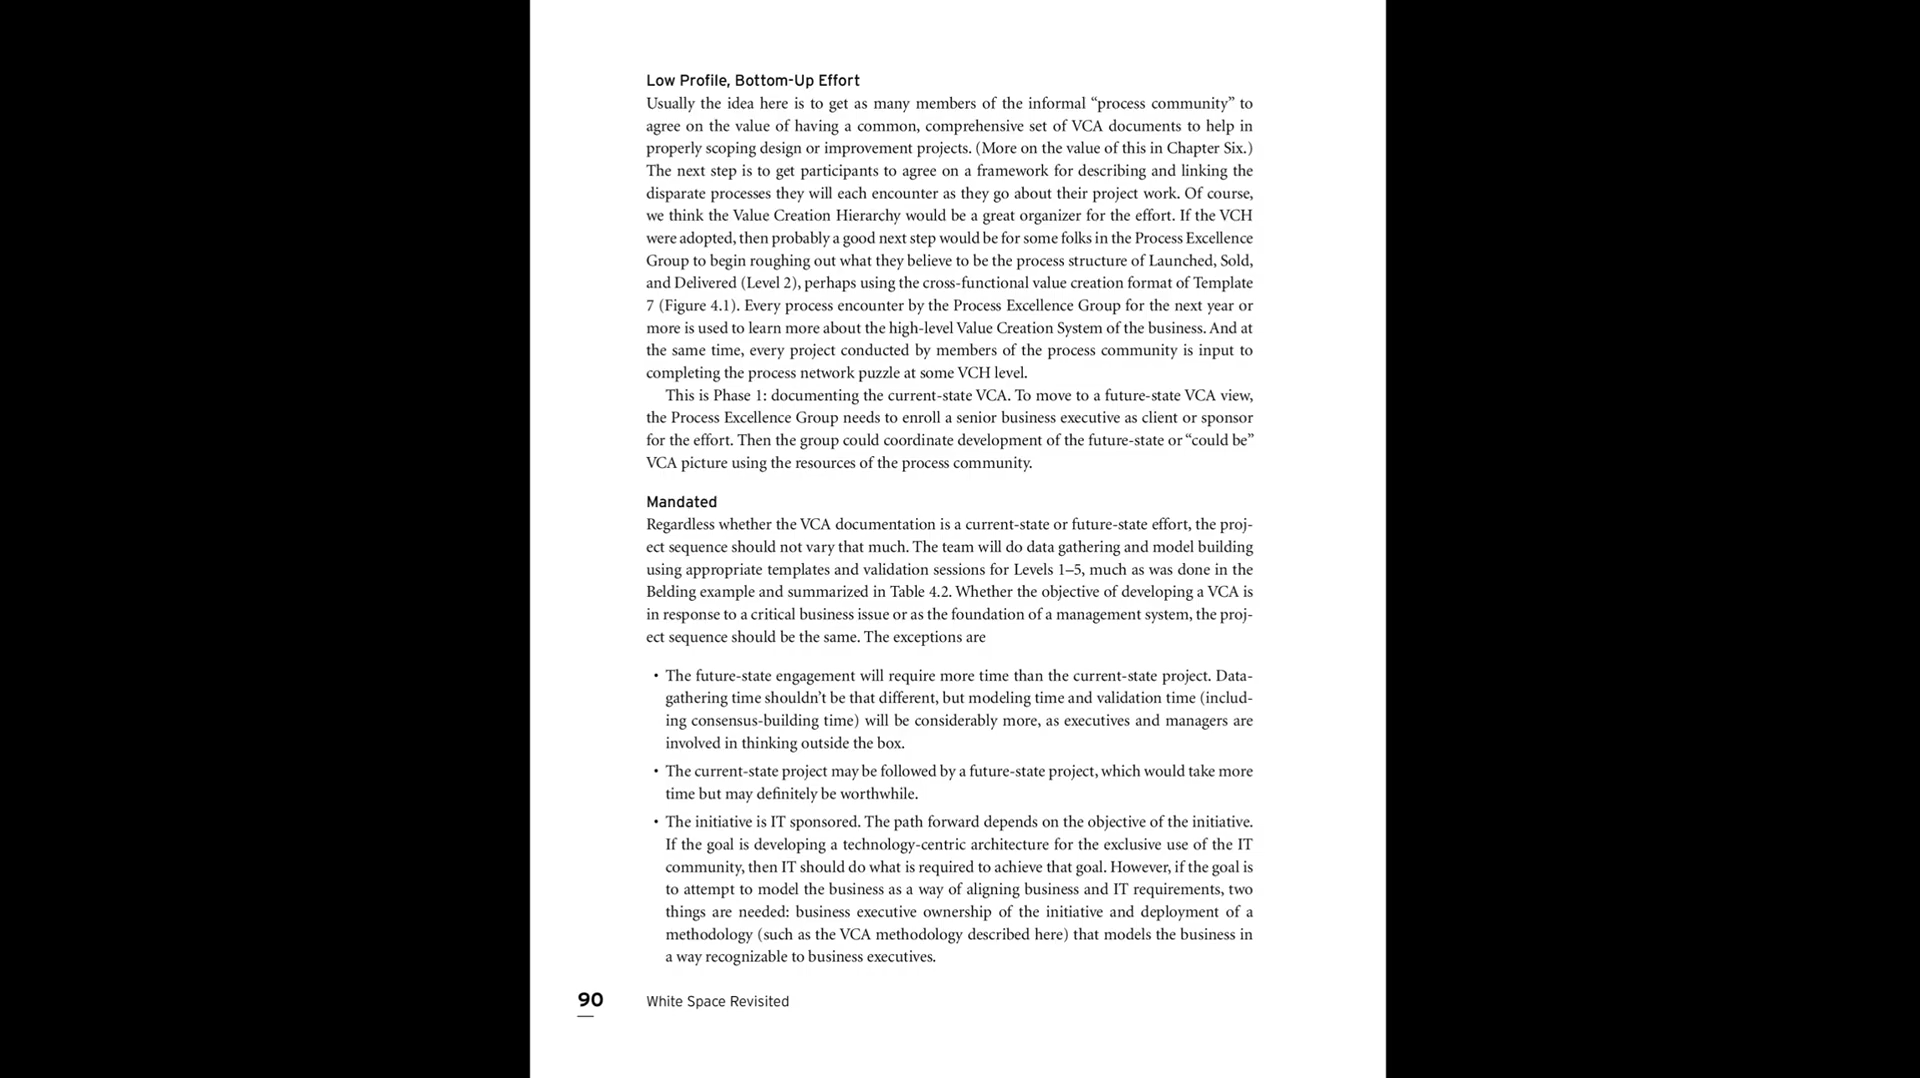 Low Profile, Bottom-Up Effort
Usually the idea here is to get as many members of the informal “process community” to
agree on the value of having a common, comprehensive set of VCA documents to help in
properly scoping design or improvement projects. (More on the value of this in Chapter Six.)
The next step is to get participants to agree on a framework for describing and linking the
disparate processes they will each encounter as they go about their project work. Of course,
we think the Value Creation Hierarchy would be a great organizer for the effort. If the VCH
were adopted, then probably a good next step would be for some folks in the Process Excellence
Group to begin roughing out what they believe to be the process structure of Launched, Sold,
and Delivered (Level 2), perhaps using the cross-functional value creation format of Template
7 (Figure 4.1). Every process encounter by the Process Excellence Group for the next year or
more is used to learn more about the high-level Value Creation System of the business. And at
the same time, every project conducted by members of the process community is input to
completing the process network puzzle at some VCH level.
This is Phase 1: documenting the current-state VCA. To move to a future-state VCA view,
the Process Excellence Group needs to enroll a senior business executive as client or sponsor
for the effort. Then the group could coordinate development of the future-state or “could be”
VCA picture using the resources of the process community.
Mandated
Regardless whether the VCA documentation is a current-state or future-state effort, the proj-
ect sequence should not vary that much. The team will do data gathering and model building
using appropriate templates and validation sessions for Levels 1–5, much as was done in the
Belding example and summarized in Table 4.2. Whether the objective of developing a VCA is
in response to a critical business issue or as the foundation of a management system, the proj-
ect sequence should be the same. The exceptions are
• The future-state engagement will require more time than the current-state project. Data-
gathering time shouldn’t be that different, but modeling time and validation time (includ-
ing consensus-building time) will be considerably more, as executives and managers are
involved in thinking outside the box.
• The current-state project may be followed by a future-state project, which would take more
time but may definitely be worthwhile.
• The initiative is IT sponsored. The path forward depends on the objective of the initiative.
If the goal is developing a technology-centric architecture for the exclusive use of the IT
community, then IT should do what is required to achieve that goal. However, if the goal is
to attempt to model the business as a way of aligning business and IT requirements, two
things are needed: business executive ownership of the initiative and deployment of a
methodology (such as the VCA methodology described here) that models the business in
a way recognizable to business executives.
90 White Space Revisited